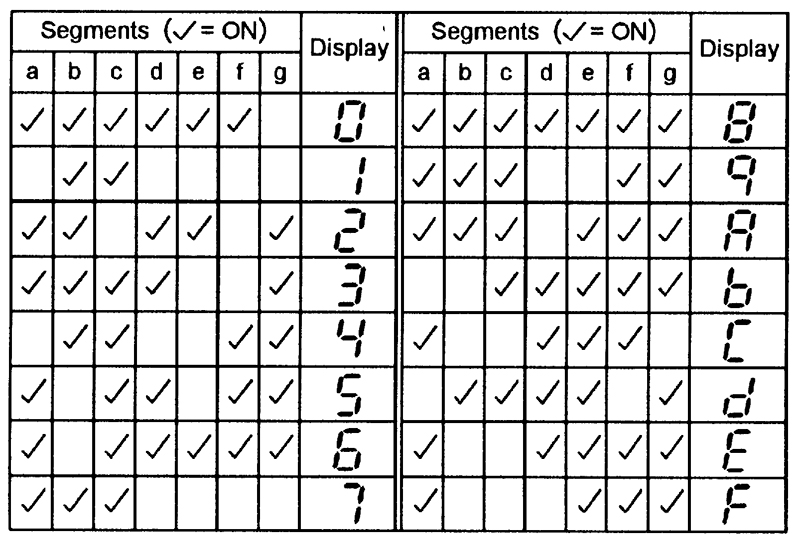 Segments (✓= ON) Display Segments (✓= ON) Display
a b c d e f g a b c d e f g
✓ ✓ ✓ ✓ ✓ ✓ 0 ✓ ✓ ✓ ✓ ✓ ✓ ✓ 8
✓ ✓ 1 ✓ ✓ ✓ ✓ ✓ 9
✓ ✓ ✓ ✓ ✓ 2 ✓ ✓ ✓ ✓ ✓ ✓ A
✓ ✓ ✓ ✓ ✓ 3 ✓ ✓ ✓ ✓ ✓ b
✓ ✓ ✓ ✓ 4 ✓ ✓ ✓ ✓ C
✓ ✓ ✓ ✓ ✓ 5 ✓ ✓ ✓ ✓ ✓ d
✓ ✓ ✓ ✓ ✓ ✓ 6 ✓ ✓ ✓ ✓ ✓ E
✓ ✓ ✓ 7 ✓ ✓ ✓ ✓ F